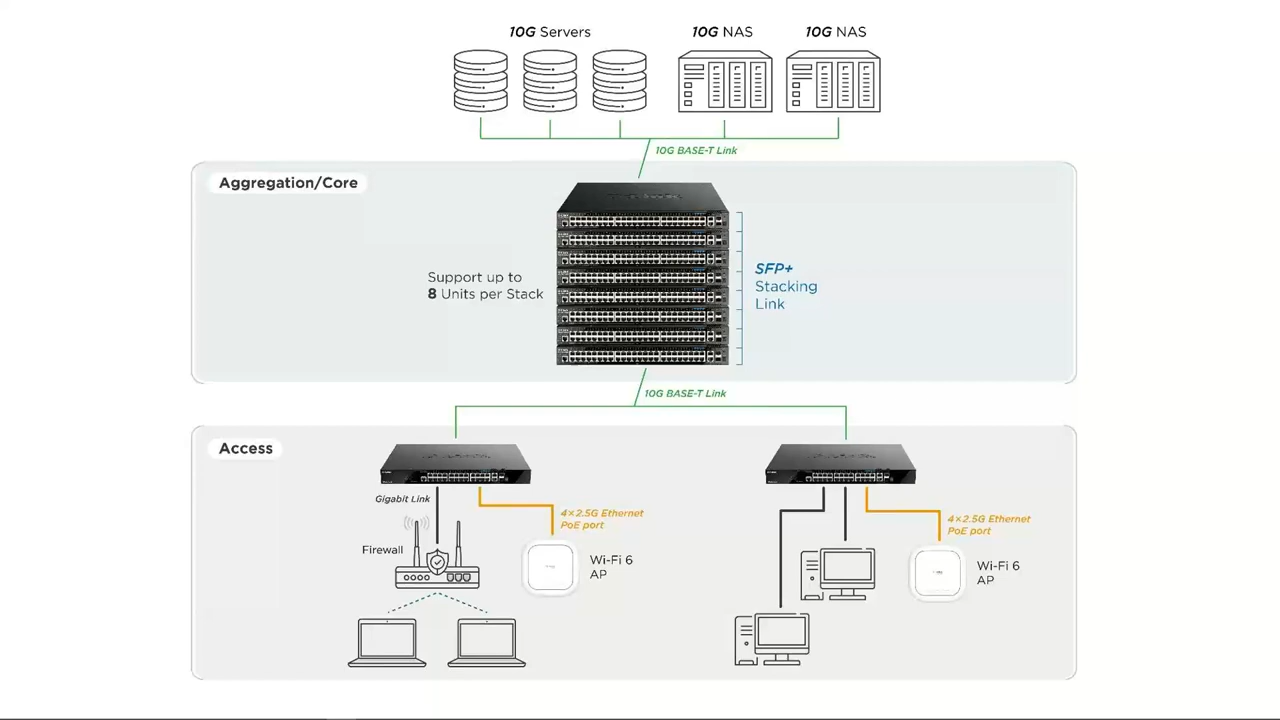 10G Servers
10G NAS
10G NAS
10G BASE-T Link
Aggregation/Core
Support up to
8 Units per Stack
SFP+
Stacking
Link
10G BASE-T Link
Access
Gigabit Link
4×2.5G Ethernet
PoE port
Firewall
Wi-Fi 6
AP
4×2.5G Ethernet
PoE port
Wi-Fi 6
AP